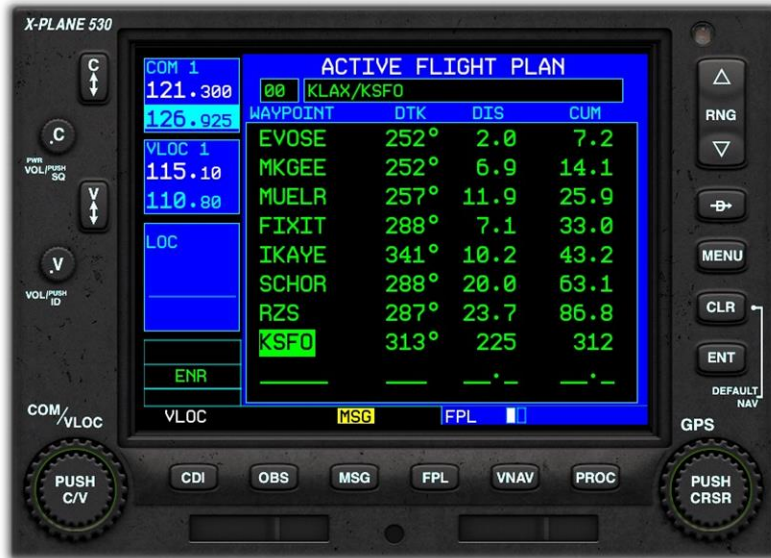 X-PLANE 530
C
.C
PWR
VOL/PUSH
SQ
V
.V
VOL/PUSH
ID
COM/VLOC
PUSH
C/V
COM 1
121.300
126.925
VLOC 1
115.10
110.80
LOC
ENR
VLOC
ACTIVE FLIGHT PLAN
00 KLAX/KSFO
WAYPOINT DTK DIS CUM
EVOSE 252° 2.0 7.2
MKGEE 252° 6.9 14.1
MUELR 257° 11.9 25.9
FIXIT 288° 7.1 33.0
IKAYE 341° 10.2 43.2
SCHOR 288° 20.0 63.1
RZS 287° 23.7 86.8
KSFO 313° 225 312
_____ ___ __._ __._
MSG FPL
CDI OBS MSG FPL VNAV PROC
RNG
D
MENU
CLR
ENT
DEFAULT
NAV
GPS
PUSH
CRSR